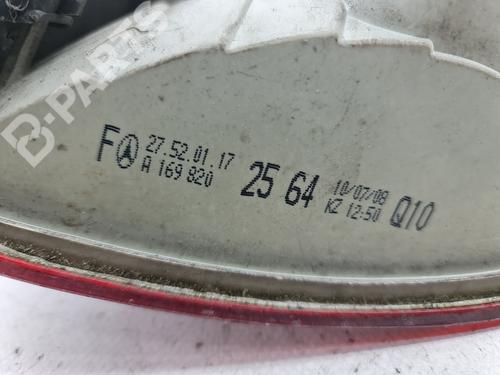 B-PARTS
F 27.52.01.17
A 169 820 25 64
10/07/08
KZ 12:50 Q10